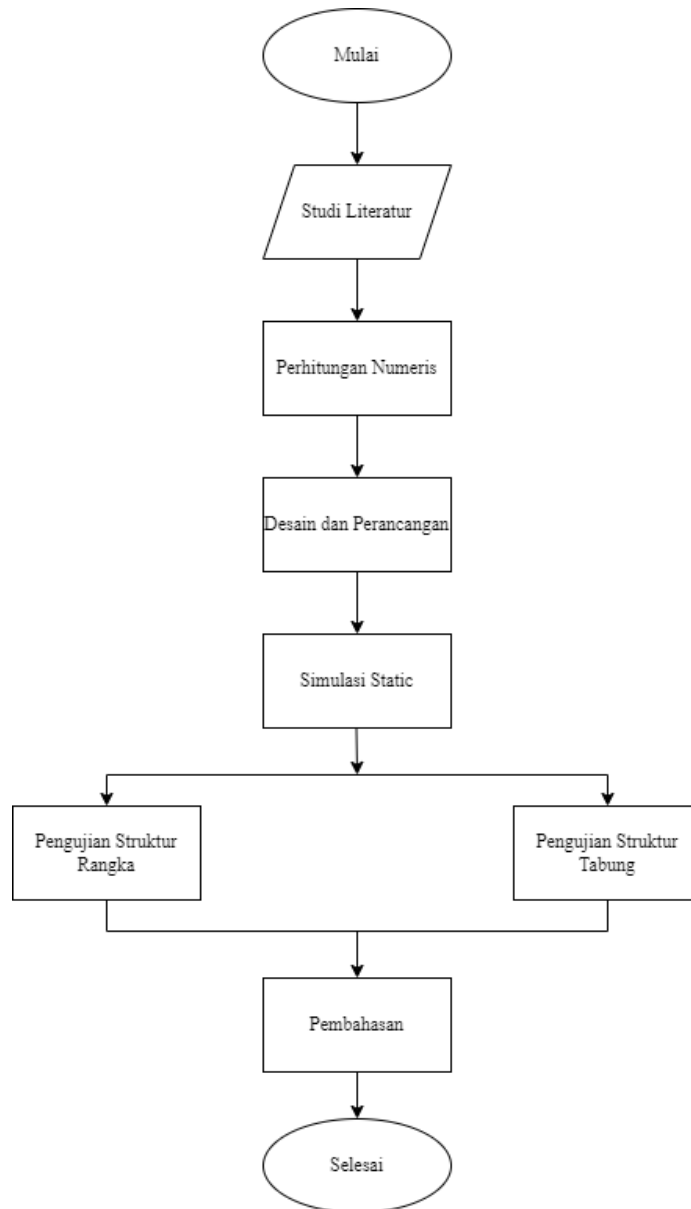 Mulai
Studi Literatur
Perhitungan Numeris
Desain dan Perancangan
Simulasi Static
Pengujian Struktur
Rangka
Pengujian Struktur
Tabung
Pembahasan
Selesai